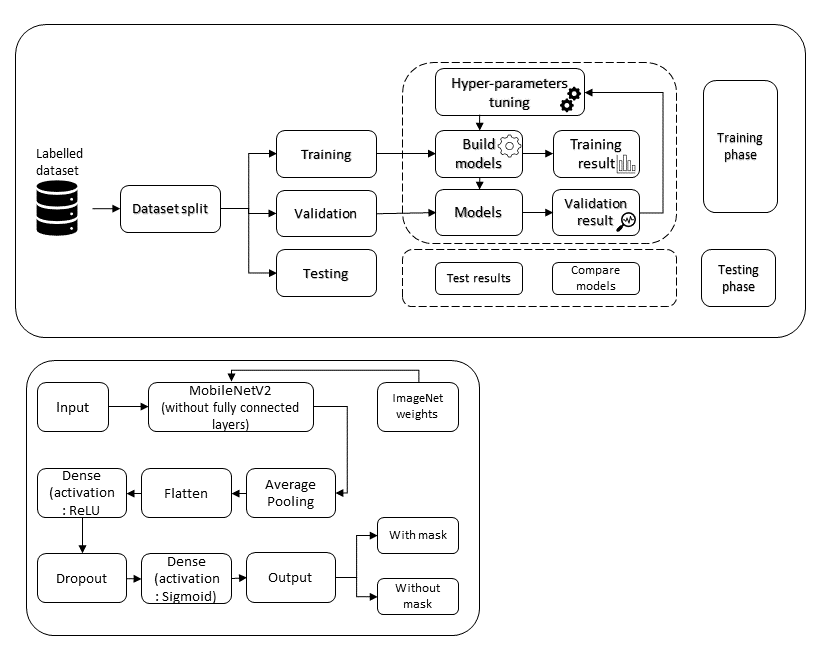 Labelled
dataset
Dataset split
Training
Validation
Testing
Hyper-parameters
tuning
Build
models
Training
result
Models
Validation
result
Test results
Compare
models
Training
phase
Testing
phase
Input
MobileNetV2
(without fully connected
layers)
ImageNet
weights
Dense
(activation
: ReLU
Flatten
Average
Pooling
Dropout
Dense
(activation
: Sigmoid)
Output
With mask
Without
mask